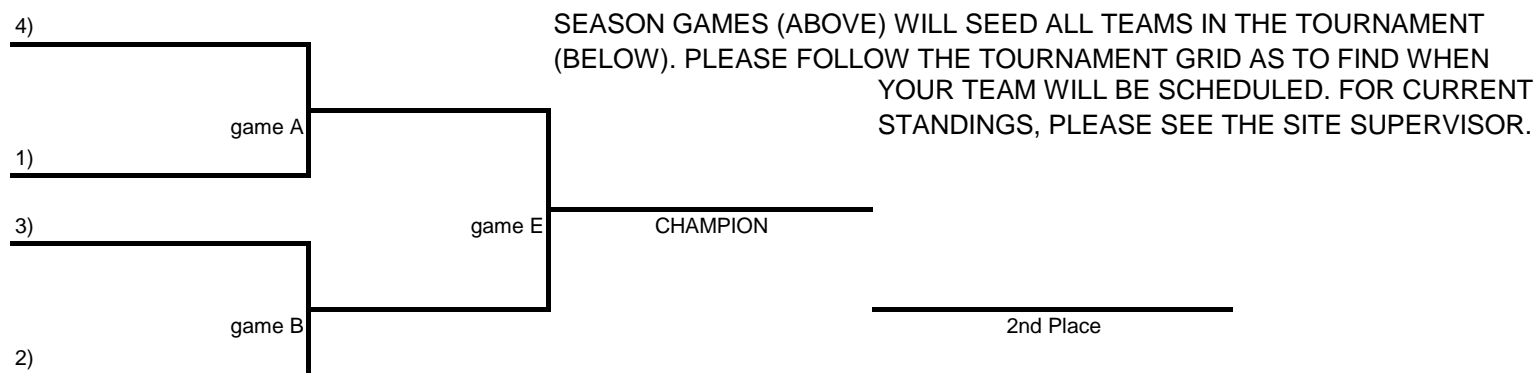 4)
SEASON GAMES (ABOVE) WILL SEED ALL TEAMS IN THE TOURNAMENT
(BELOW). PLEASE FOLLOW THE TOURNAMENT GRID AS TO FIND WHEN
YOUR TEAM WILL BE SCHEDULED. FOR CURRENT
STANDINGS, PLEASE SEE THE SITE SUPERVISOR.
game A
1)
3)
game E
CHAMPION
game B
2nd Place
2)